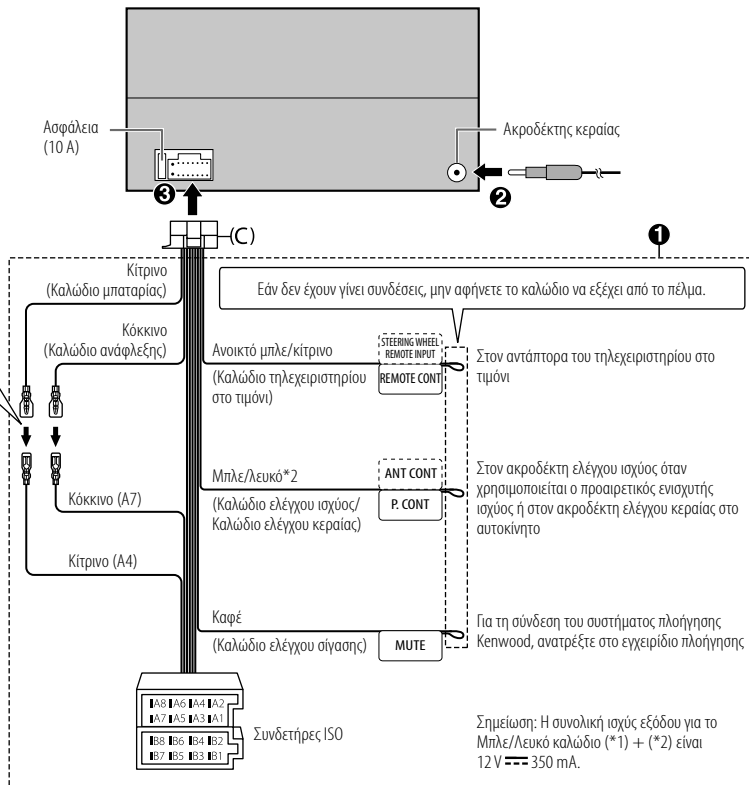 Ασφάλεια
(10 A)
Ακροδέκτης κεραίας
❸
❷
(C)
❶
Κίτρινο
(Καλώδιο μπαταρίας)
Εάν δεν έχουν γίνει συνδέσεις, μην αφήνετε το καλώδιο να εξέχει από το πέλμα.
Κόκκινο
(Καλώδιο ανάφλεξης)
Ανοικτό μπλε/κίτρινο
(Καλώδιο τηλεχειριστηρίου
στο τιμόνι)
STEERING WHEEL
REMOTE INPUT
REMOTE CONT
Στον αντάπτορα του τηλεχειριστηρίου στο
τιμόνι
Μπλε/λευκό*2
(Καλώδιο ελέγχου ισχύος/
Καλώδιο ελέγχου κεραίας)
ANT CONT
P. CONT
Στον ακροδέκτη ελέγχου ισχύος όταν
χρησιμοποιείται ο προαιρετικός ενισχυτής
ισχύος ή στον ακροδέκτη ελέγχου κεραίας στο
αυτοκίνητο
Κόκκινο (A7)
Κίτρινο (A4)
Καφέ
(Καλώδιο ελέγχου σίγασης)
MUTE
Για τη σύνδεση του συστήματος πλοήγησης
Kenwood, ανατρέξτε στο εγχειρίδιο πλοήγησης
A8 A6 A4 A2
A7 A5 A3 A1
B8 B6 B4 B2
B7 B5 B3 B1
Συνδετήρες ISO
Σημείωση: Η συνολική ισχύς εξόδου για το
Μπλε/Λευκό καλώδιο (*1) + (*2) είναι
12 V ⎓ 350 mA.